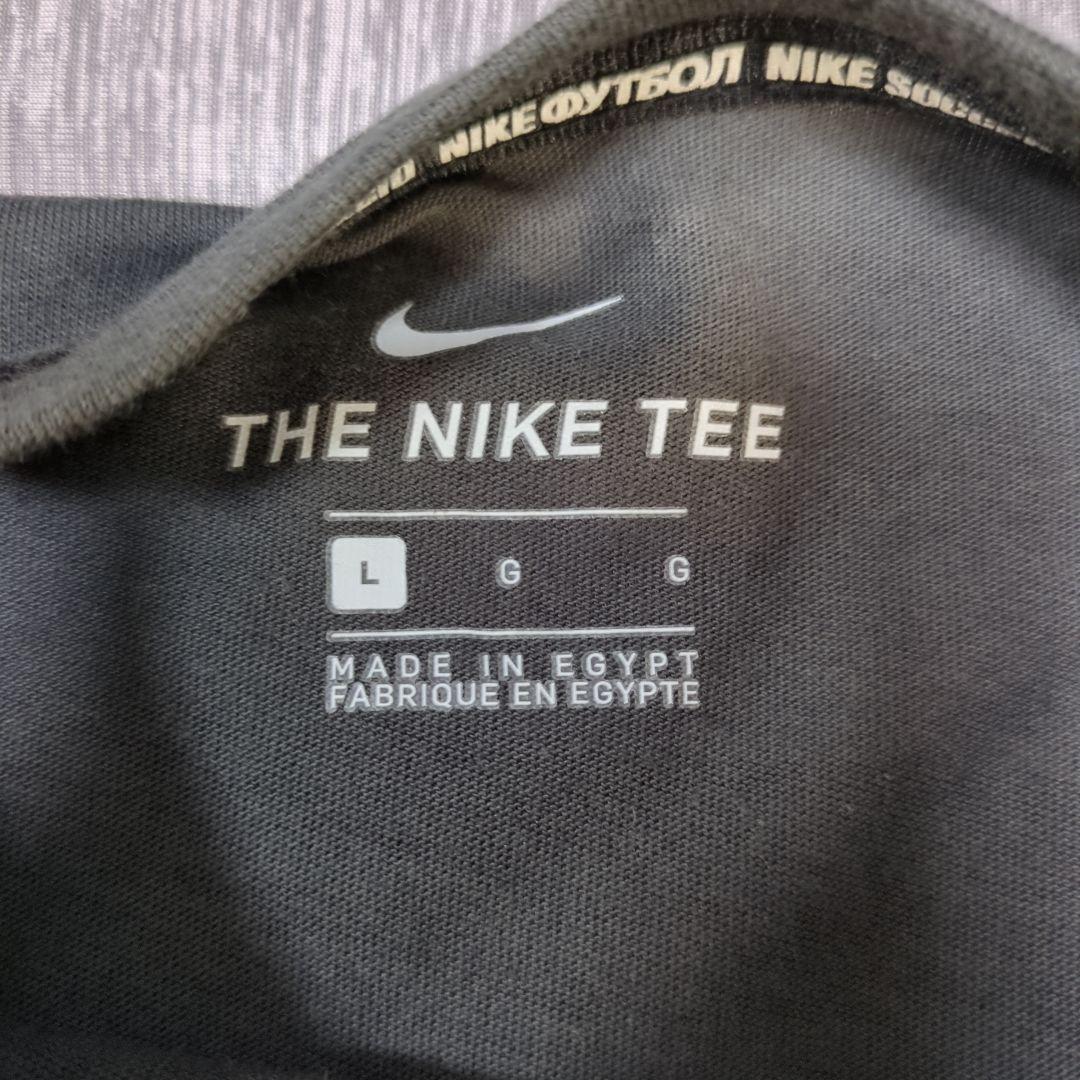 NIKE ФУТБОЛ NIKE
THE NIKE TEE
L G G
MADE IN EGYPT
FABRIQUE EN EGYPTE